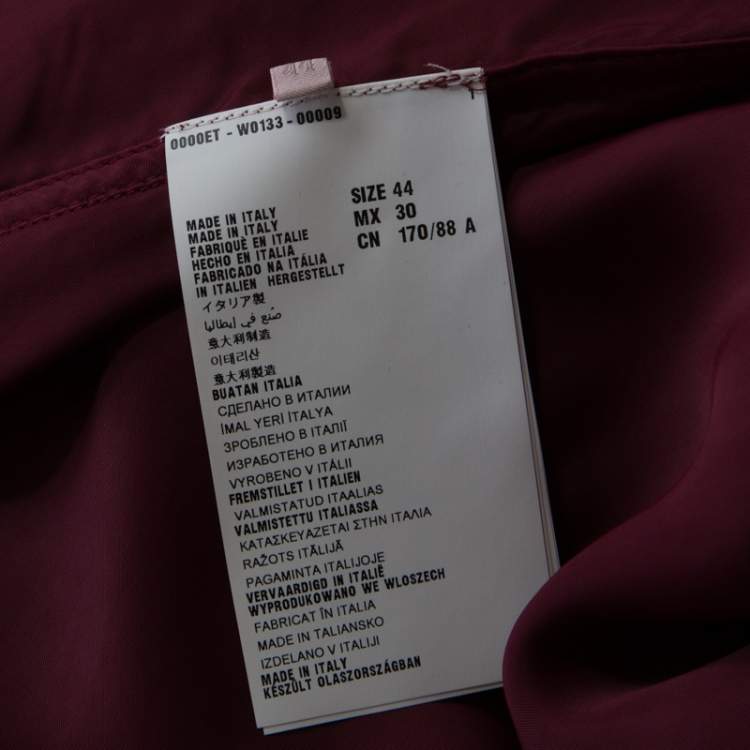 44
0000ET - W0133 - 00009
SIZE 44
MX 30
CN 170/88 A
MADE IN ITALY
MADE IN ITALY
FABRIQUÈ EN ITALIE
HECHO EN ITALIA
FABRICADO NA ITÁLIA
IN ITALIEN HERGESTELLT
イタリア製
صنع في إيطاليا
意大利制造
이태리산
意大利製造
BUATAN ITALIA
СДЕЛАНО В ИТАЛИИ
İMAL YERİ İTALYA
ЗРОБЛЕНО В ІТАЛІЇ
ИЗРАБОТЕНО В ИТАЛИЯ
VYROBENO V ITÁLII
FREMSTILLET I ITALIEN
VALMISTATUD ITAALIAS
VALMISTETTU ITALIASSA
ΚΑΤΑΣΚΕΥΑΖΕΤΑΙ ΣΤΗΝ ΙΤΑΛΙΑ
RAŽOTS ITĀLIJĀ
PAGAMINTA ITALIJOJE
VERVAARDIGD IN ITALIË
WYPRODUKOWANO WE WLOSZECH
FABRICAT ÎN ITALIA
MADE IN TALIANSKO
IZDELANO V ITALIJI
MADE IN ITALY
KÉSZÜLT OLASZORSZÁGBAN